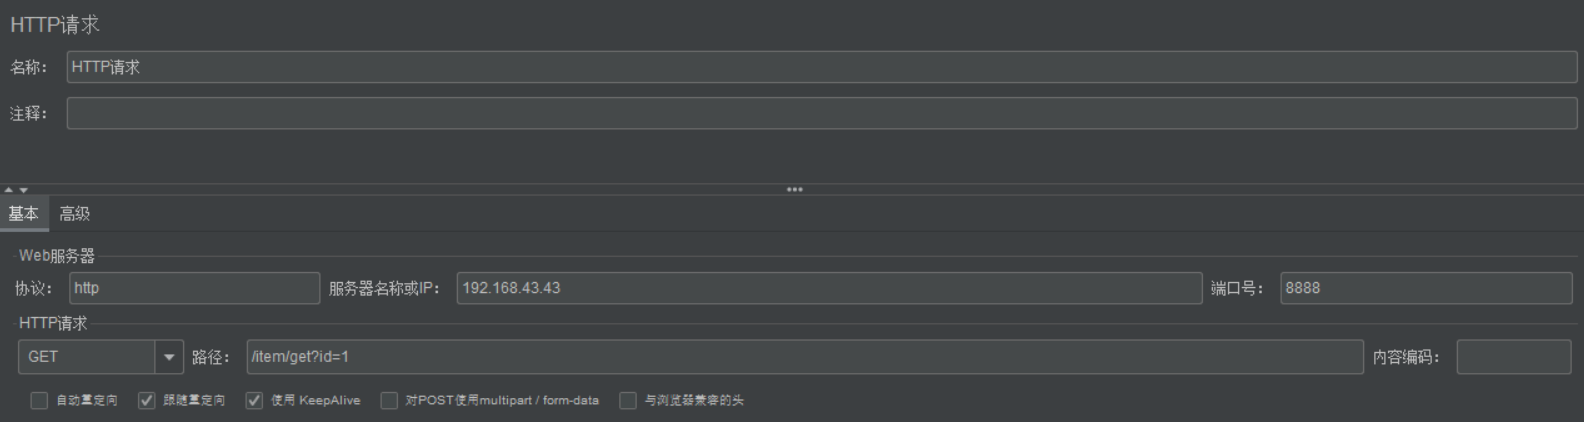 HTTP请求
名称： HTTP请求
注释：
基本 高级
Web服务器
协议： http 服务器名称或IP： 192.168.43.43 端口号： 8888
HTTP请求
GET 路径： /item/get?id=1 内容编码：
自动重定向 跟随重定向 使用 KeepAlive 对POST使用multipart / form-data 与浏览器兼容的头